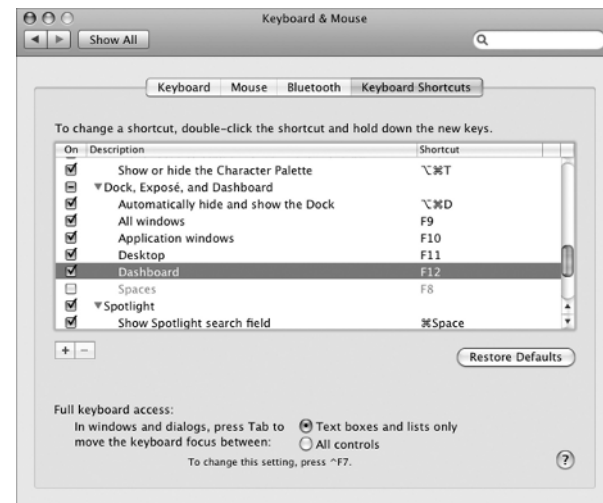 Keyboard & Mouse
Show All
Keyboard Mouse Bluetooth Keyboard Shortcuts
To change a shortcut, double-click the shortcut and hold down the new keys.
On Description Shortcut
Show or hide the Character Palette ⌥⌘T
Dock, Exposé, and Dashboard
Automatically hide and show the Dock ⌥⌘D
All windows F9
Application windows F10
Desktop F11
Dashboard F12
Spaces F8
Spotlight
Show Spotlight search field ⌘Space
+ −
Restore Defaults
Full keyboard access:
In windows and dialogs, press Tab to Text boxes and lists only
move the keyboard focus between: All controls
To change this setting, press ^F7.
?